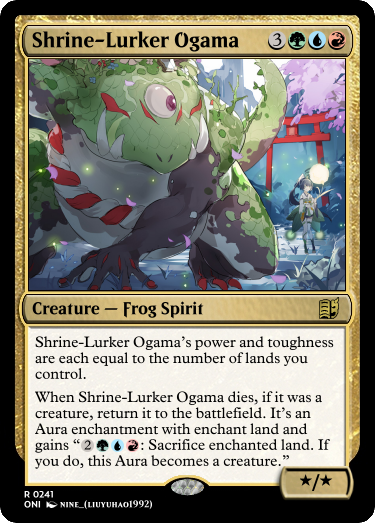 Shrine-Lurker Ogama 3GUR
Creature — Frog Spirit
Shrine-Lurker Ogama's power and toughness
are each equal to the number of lands you
control.
When Shrine-Lurker Ogama dies, if it was a
creature, return it to the battlefield. It's an
Aura enchantment with enchant land and
gains “2GUR: Sacrifice enchanted land. If
you do, this Aura becomes a creature.”
*/*
R 0241
ONI NINE_(LIUYUHAO1992)